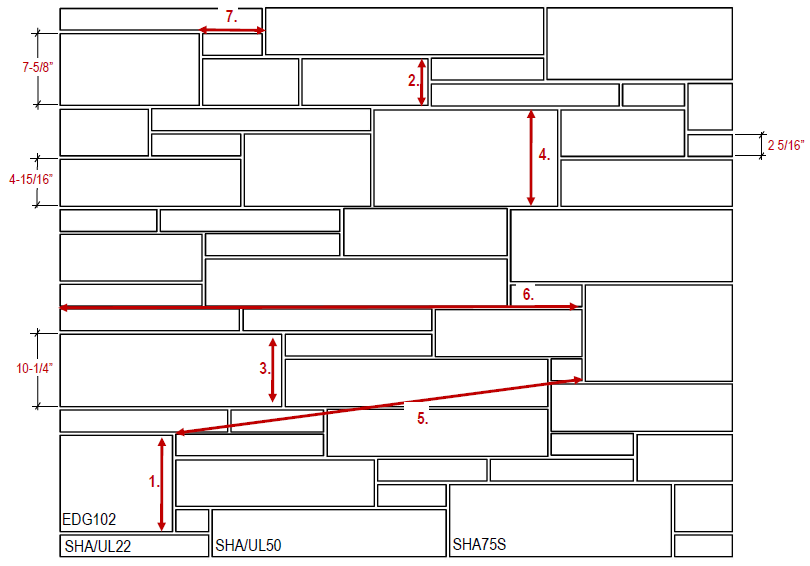 7.
7-5/8”
2.
2 5/16”
4.
4-15/16”
6.
10-1/4”
3.
5.
1.
EDG102
SHA/UL22
SHA/UL50
SHA75S